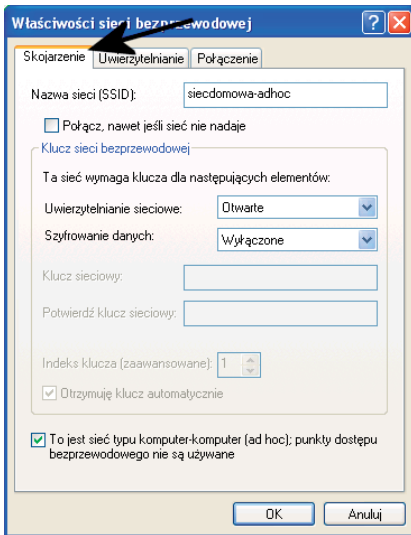 Właściwości sieci bezprzewodowej
Skojarzenie Uwierzytelnianie Połączenie
Nazwa sieci (SSID): siecdomowa-adhoc
Połącz, nawet jeśli sieć nie nadaje
Klucz sieci bezprzewodowej
Ta sieć wymaga klucza dla następujących elementów:
Uwierzytelnianie sieciowe: Otwarte
Szyfrowanie danych: Wyłączone
Klucz sieciowy:
Potwierdź klucz sieciowy:
Indeks klucza (zaawansowane): 1
Otrzymuję klucz automatycznie
To jest sieć typu komputer-komputer (ad hoc); punkty dostępu
bezprzewodowego nie są używane
OK Anuluj